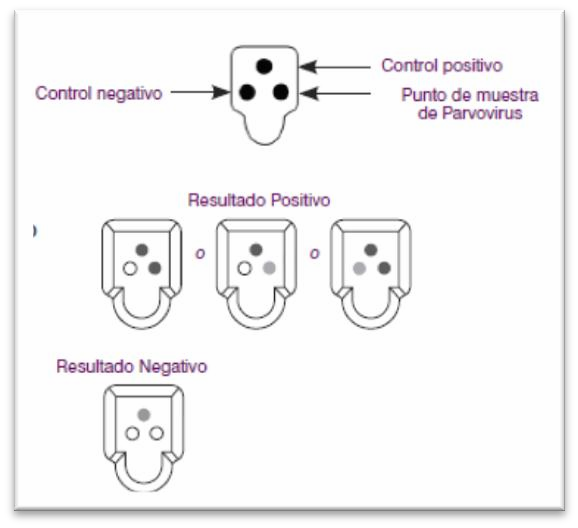 Control positivo
Control negativo
Punto de muestra
de Parvovirus
Resultado Positivo
o
o
Resultado Negativo